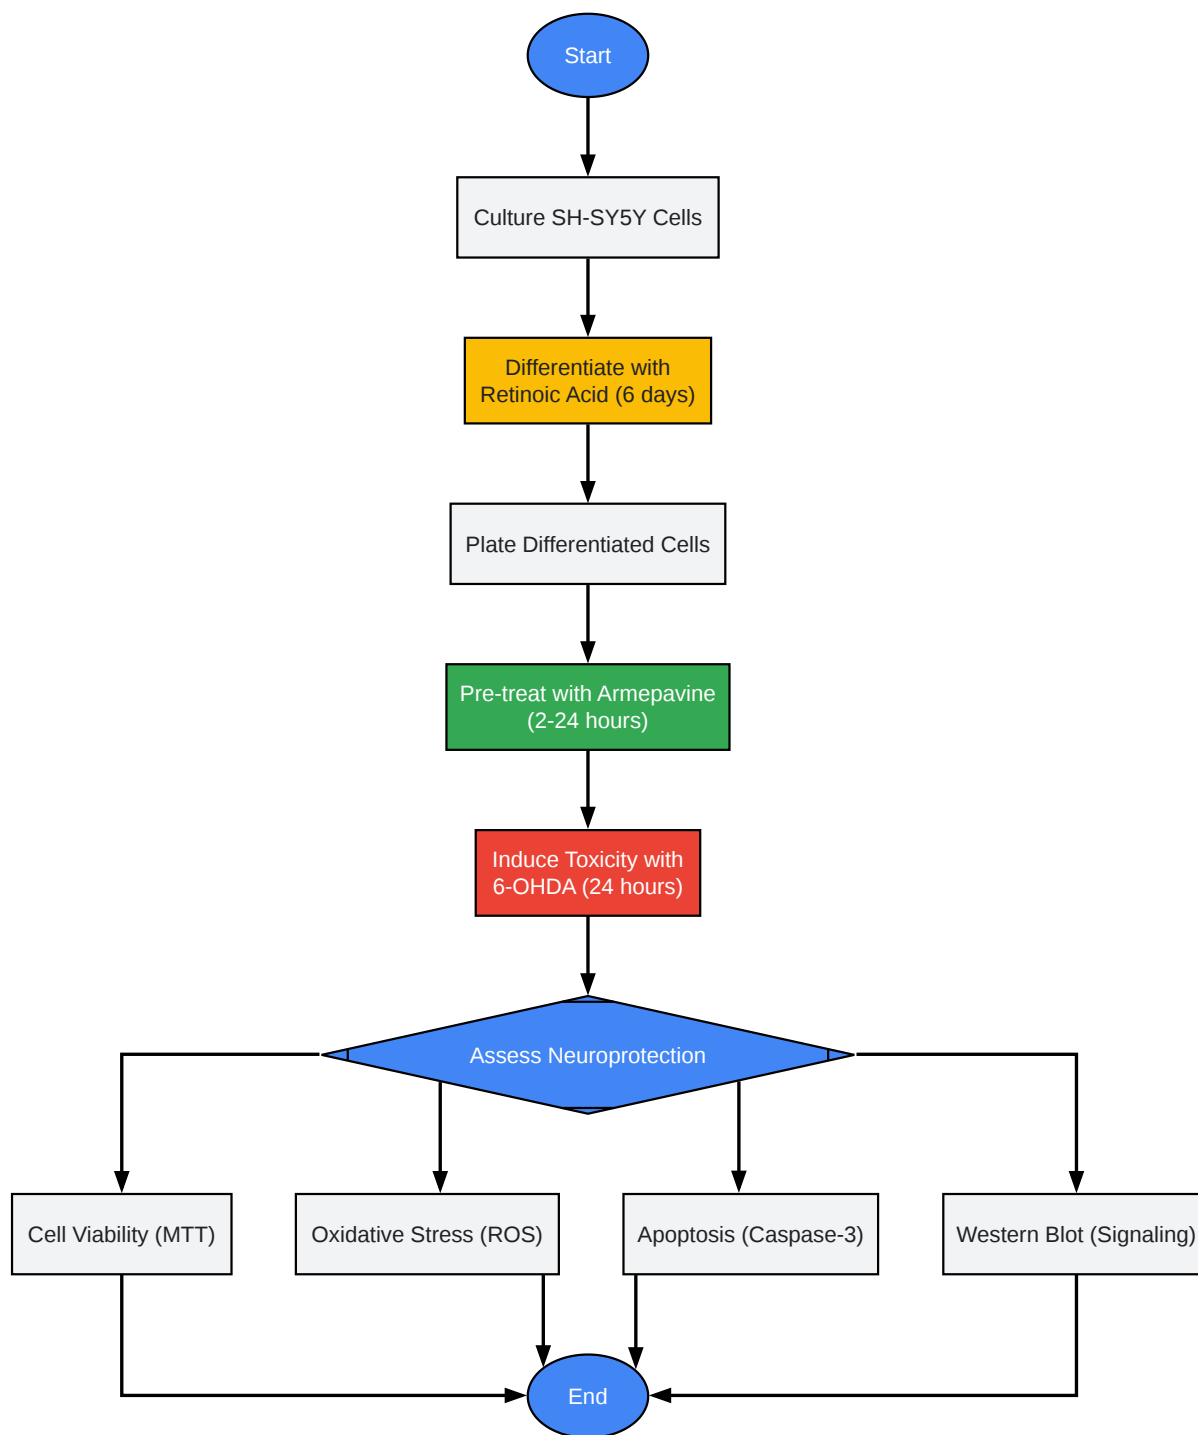 Start
Culture SH-SY5Y Cells
Differentiate with
Retinoic Acid (6 days)
Plate Differentiated Cells
Pre-treat with Armepavine
(2-24 hours)
Induce Toxicity with
6-OHDA (24 hours)
Assess Neuroprotection
Cell Viability (MTT)
Oxidative Stress (ROS)
Apoptosis (Caspase-3)
Western Blot (Signaling)
End